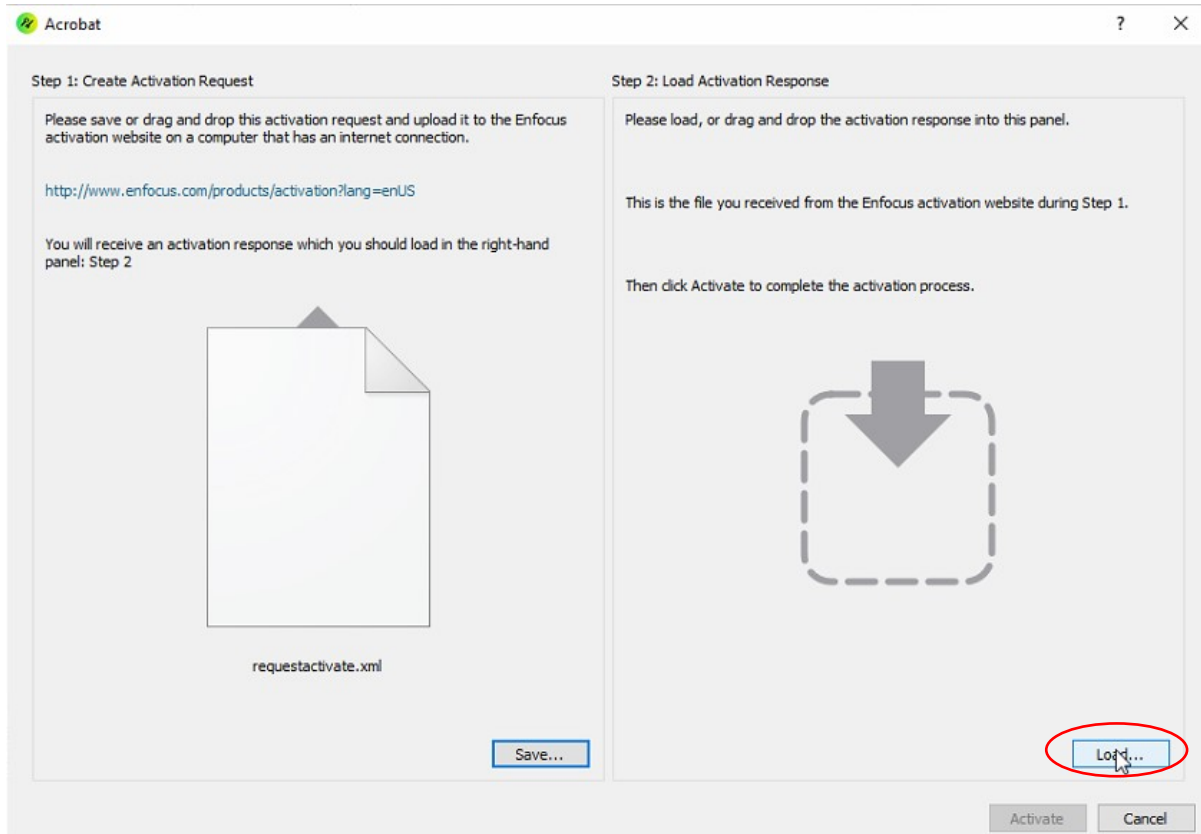 Acrobat
?
Step 1: Create Activation Request
Please save or drag and drop this activation request and upload it to the Enfocus
activation website on a computer that has an internet connection.
http://www.enfocus.com/products/activation?lang=enUS
You will receive an activation response which you should load in the right-hand
panel: Step 2
requestactivate.xml
Save...
Step 2: Load Activation Response
Please load, or drag and drop the activation response into this panel.
This is the file you received from the Enfocus activation website during Step 1.
Then click Activate to complete the activation process.
Load...
Activate
Cancel